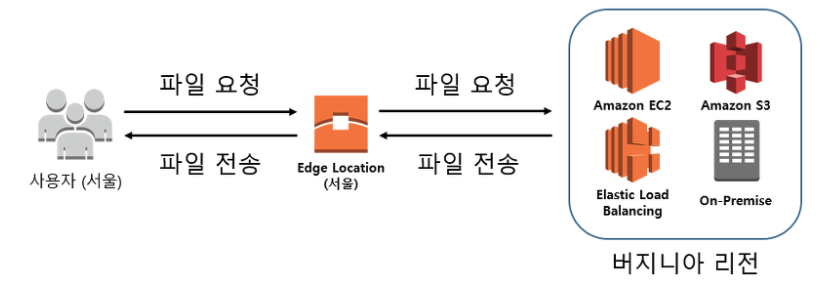 파일 요청
파일 전송
사용자 (서울)
Edge Location
(서울)
파일 요청
파일 전송
Amazon EC2
Amazon S3
Elastic Load
Balancing
On-Premise
버지니아 리전